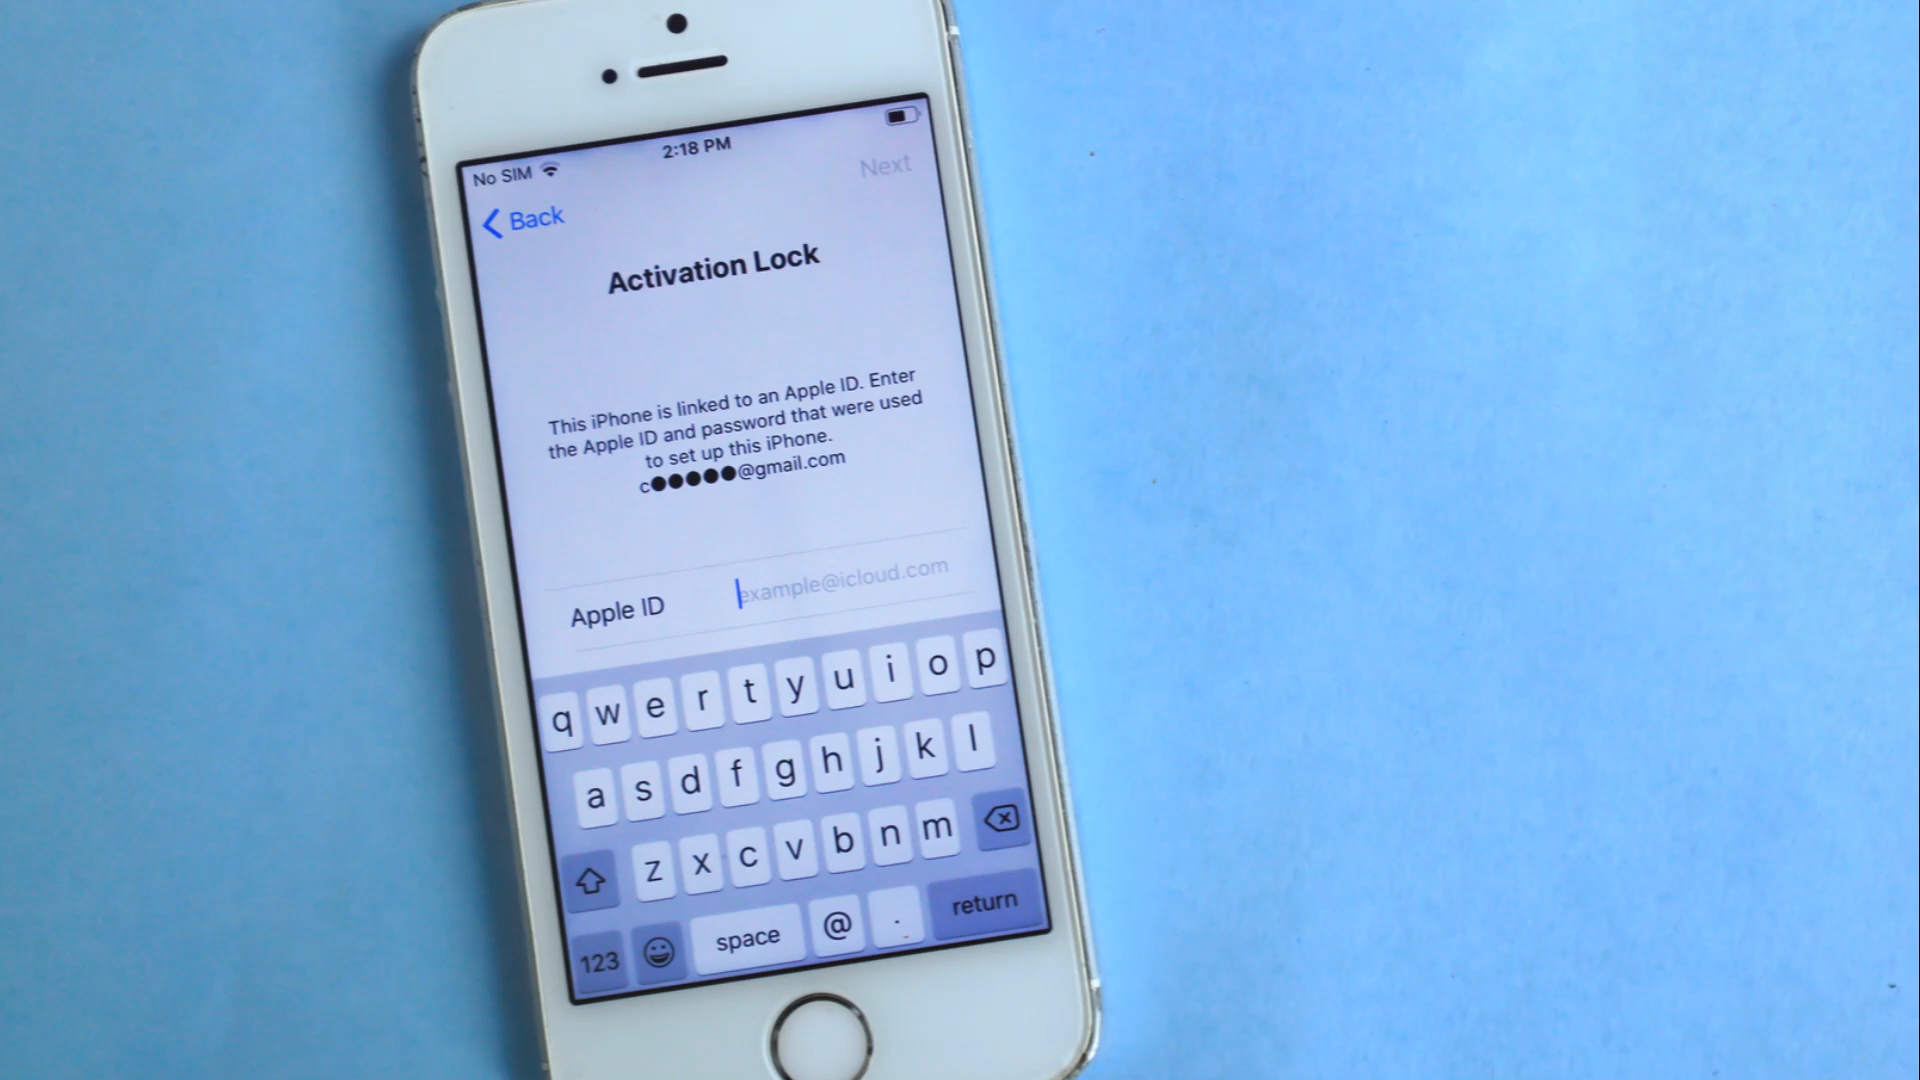 No SIM 2:18 PM
Next
Back
Activation Lock
This iPhone is linked to an Apple ID. Enter
the Apple ID and password that were used
to set up this iPhone.
c●●●●●@gmail.com
Apple ID example@icloud.com
q w e r t y u i o p
a s d f g h j k l
z x c v b n m
123 space @ . return